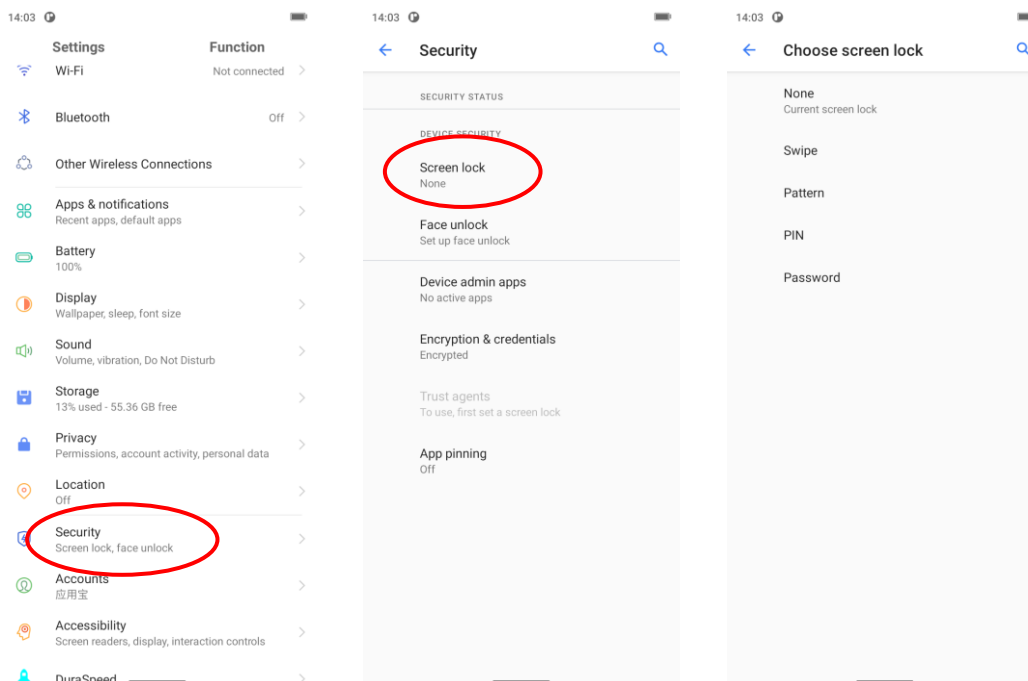 14:03
Settings Function
Wi-Fi Not connected
Bluetooth Off
Other Wireless Connections
Apps & notifications
Recent apps, default apps
Battery
100%
Display
Wallpaper, sleep, font size
Sound
Volume, vibration, Do Not Disturb
Storage
13% used - 55.36 GB free
Privacy
Permissions, account activity, personal data
Location
Off
Security
Screen lock, face unlock
Accounts
应用宝
Accessibility
Screen readers, display, interaction controls
DuraSpeed
14:03
Security
SECURITY STATUS
DEVICE SECURITY
Screen lock
None
Face unlock
Set up face unlock
Device admin apps
No active apps
Encryption & credentials
Encrypted
Trust agents
To use, first set a screen lock
App pinning
Off
14:03
Choose screen lock
None
Current screen lock
Swipe
Pattern
PIN
Password